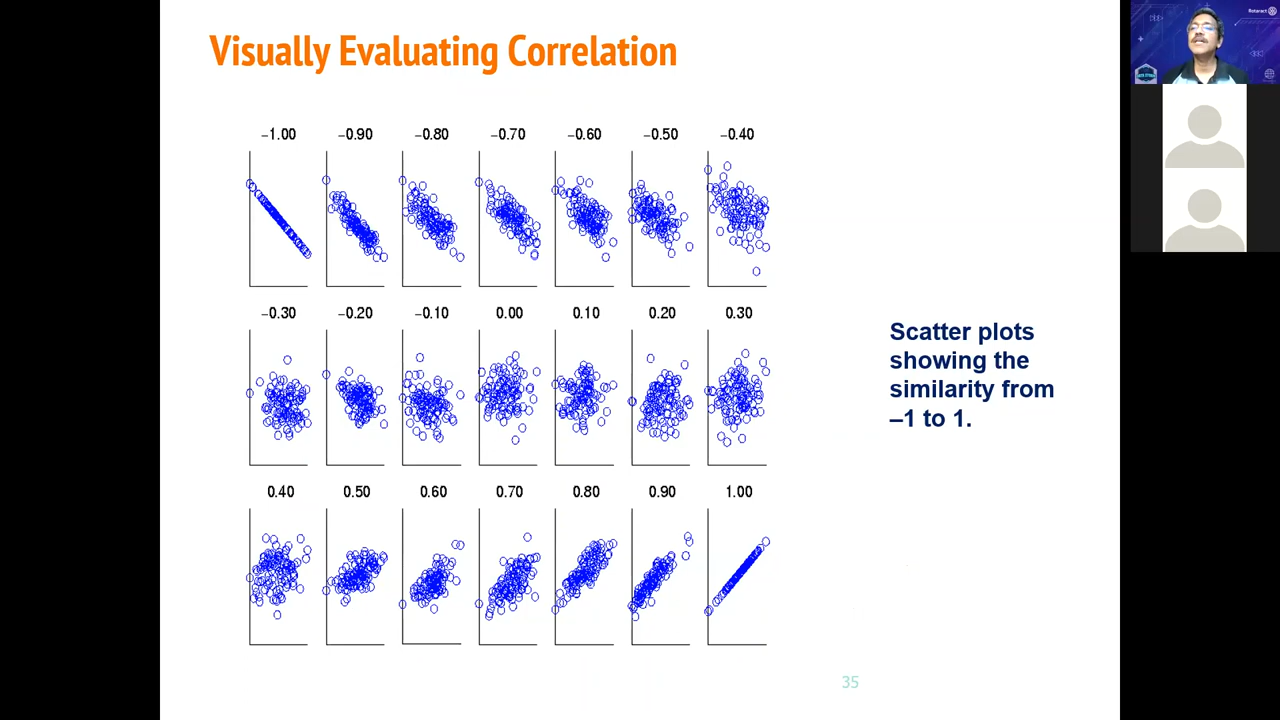 Visually Evaluating Correlation
Rotaract
−1.00 −0.90 −0.80 −0.70 −0.60 −0.50 −0.40
−0.30 −0.20 −0.10 0.00 0.10 0.20 0.30
Scatter plots
showing the
similarity from
–1 to 1.
0.40 0.50 0.60 0.70 0.80 0.90 1.00
35